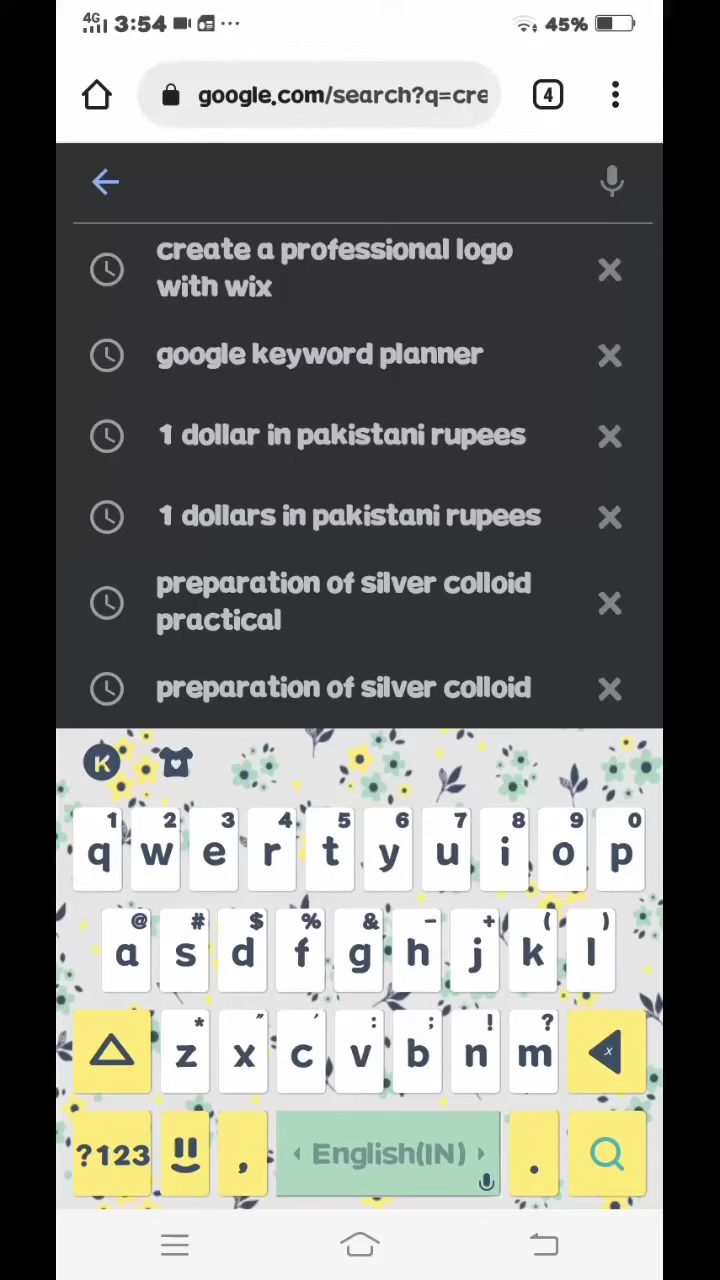 4G 3:54 ... 45%
google.com/search?q=cre 4
create a professional logo
with wix
google keyword planner
1 dollar in pakistani rupees
1 dollars in pakistani rupees
preparation of silver colloid
practical
preparation of silver colloid
K
1 2 3 4 5 6 7 8 9 0
q w e r t y u i o p
@ # $ % & - + ( )
a s d f g h j k l
* " ' : ; ! ?
z x c v b n m x
?123 , English(IN) .